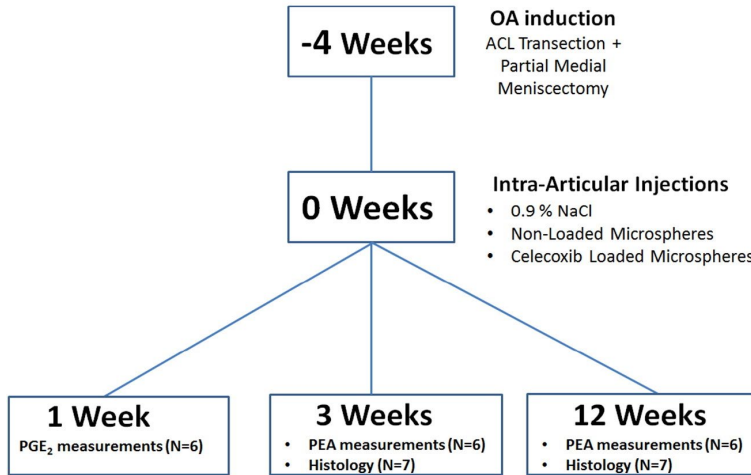 -4 Weeks
OA induction
ACL Transection +
Partial Medial
Meniscectomy
0 Weeks
Intra-Articular Injections
• 0.9 % NaCl
• Non-Loaded Microspheres
• Celecoxib Loaded Microspheres
1 Week
PGE₂ measurements (N=6)
3 Weeks
• PEA measurements (N=6)
• Histology (N=7)
12 Weeks
• PEA measurements (N=6)
• Histology (N=7)